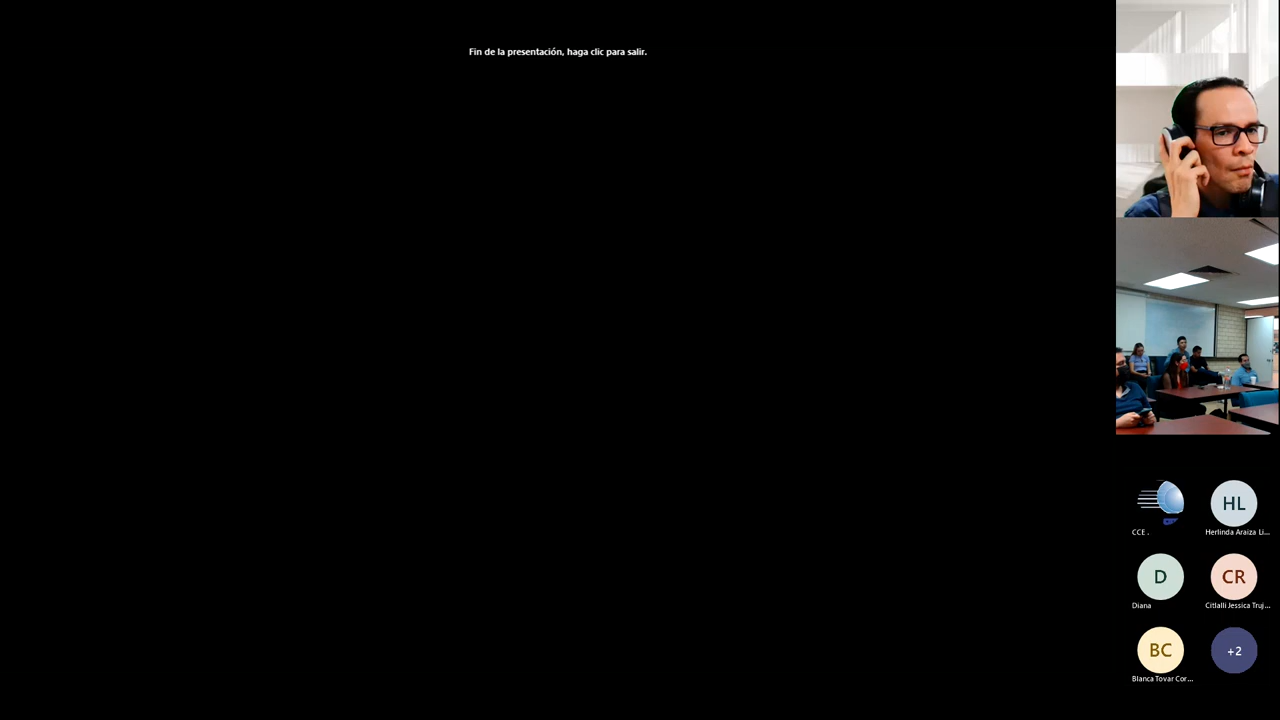 Fin de la presentación, haga clic para salir.
CCE .
HL
Herlinda Araiza Li...
D
Diana
CR
Citlalli Jessica Truj...
BC
Blanca Tovar Cor...
+2